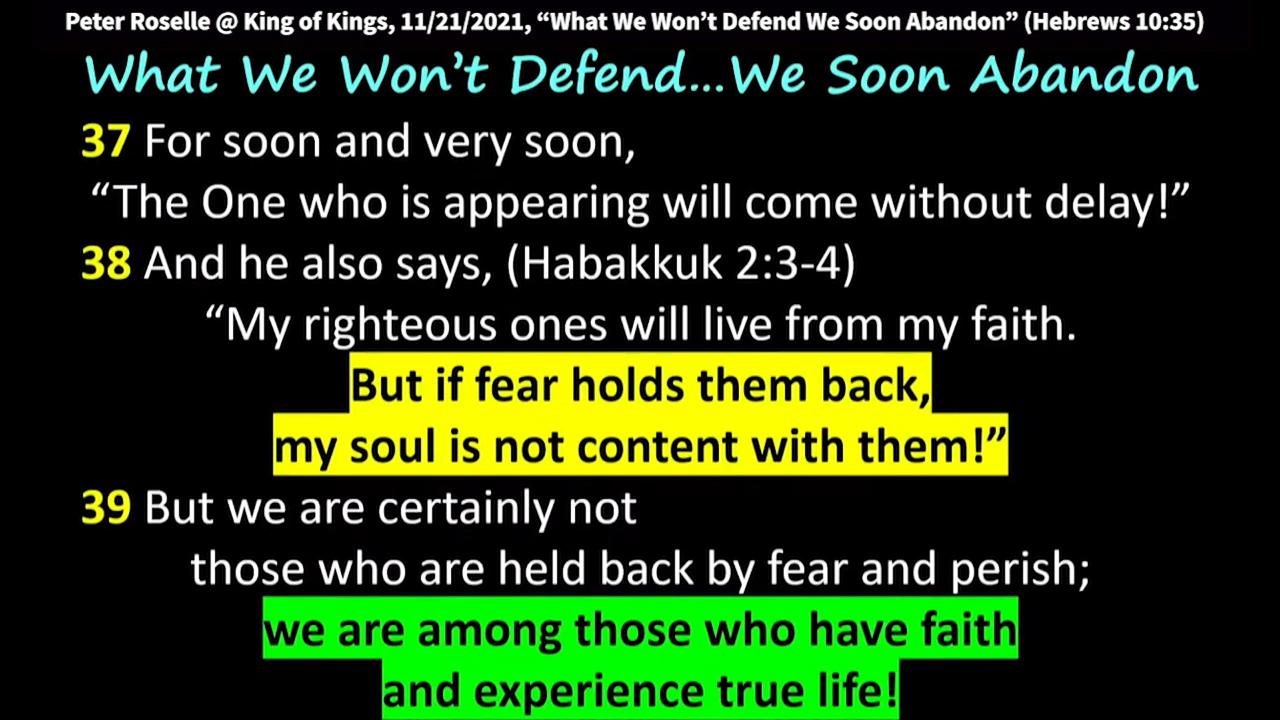 Peter Roselle @ King of Kings, 11/21/2021, “What We Won’t Defend We Soon Abandon” (Hebrews 10:35)
What We Won’t Defend...We Soon Abandon
37 For soon and very soon,
“The One who is appearing will come without delay!”
38 And he also says, (Habakkuk 2:3-4)
“My righteous ones will live from my faith.
But if fear holds them back,
my soul is not content with them!”
39 But we are certainly not
those who are held back by fear and perish;
we are among those who have faith
and experience true life!